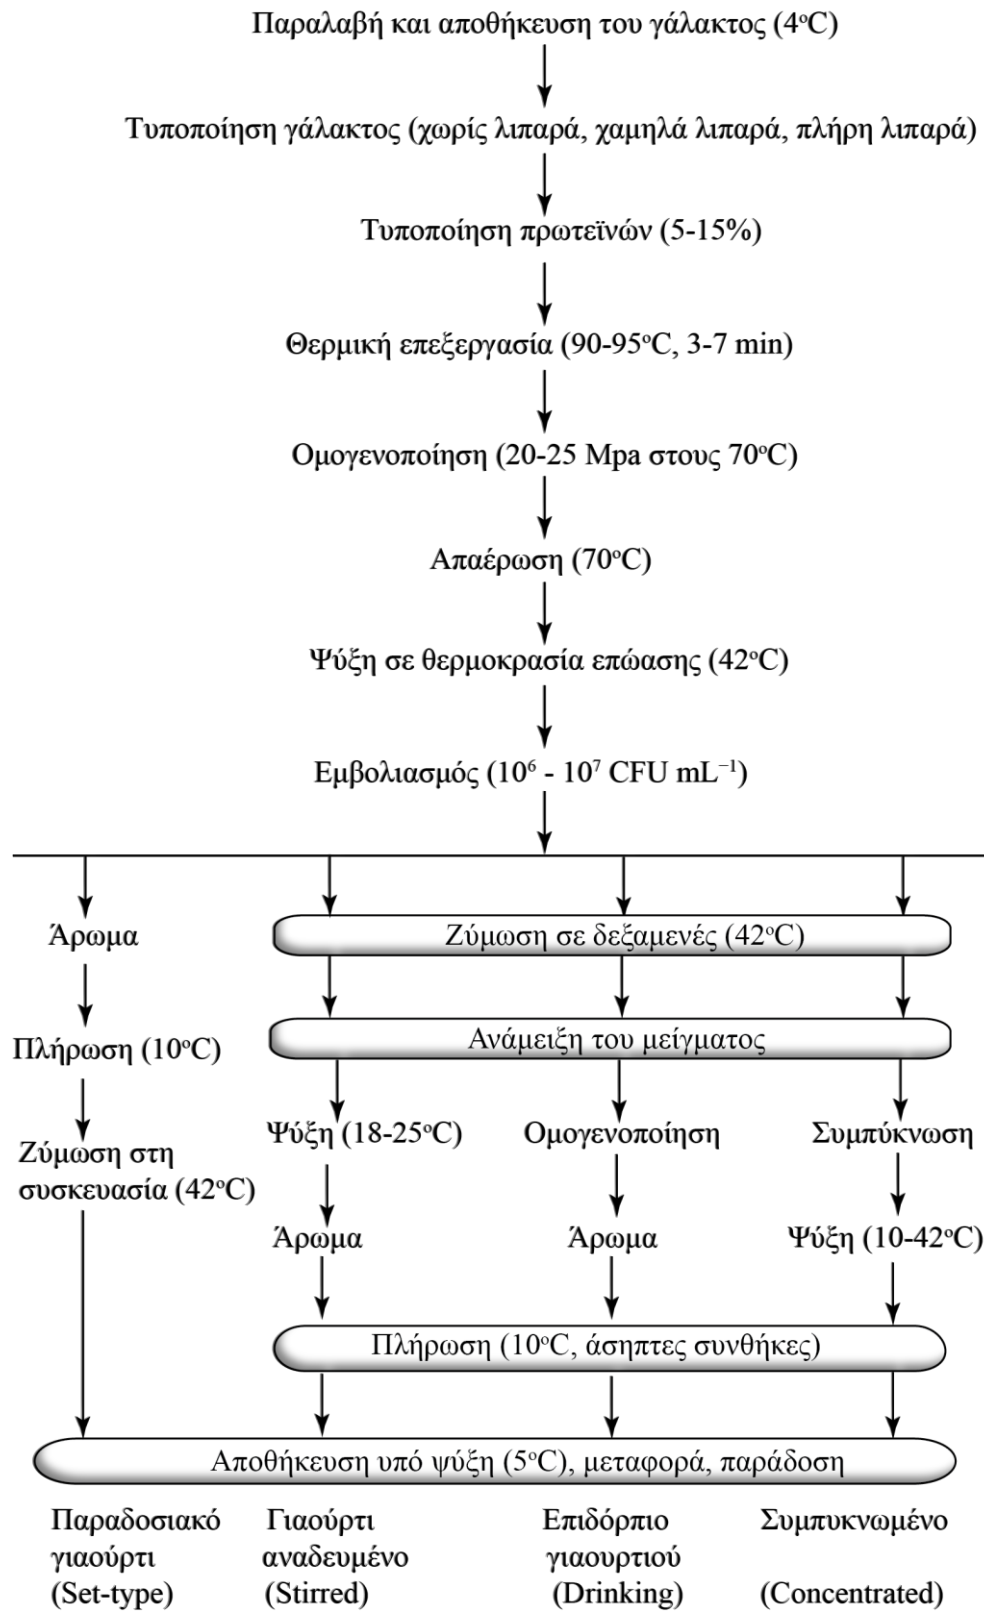 Παραλαβή και αποθήκευση του γάλακτος (4°C)
Τυποποίηση γάλακτος (χωρίς λιπαρά, χαμηλά λιπαρά, πλήρη λιπαρά)
Τυποποίηση πρωτεϊνών (5-15%)
Θερμική επεξεργασία (90-95°C, 3-7 min)
Ομογενοποίηση (20-25 Mpa στους 70°C)
Απαέρωση (70°C)
Ψύξη σε θερμοκρασία επώασης (42°C)
Εμβολιασμός (10⁶ - 10⁷ CFU mL⁻¹)
Άρωμα
Ζύμωση σε δεξαμενές (42°C)
Πλήρωση (10°C)
Ανάμειξη του μείγματος
Ζύμωση στη
συσκευασία (42°C)
Ψύξη (18-25°C)
Ομογενοποίηση
Συμπύκνωση
Άρωμα
Άρωμα
Ψύξη (10-42°C)
Πλήρωση (10°C, άσηπτες συνθήκες)
Αποθήκευση υπό ψύξη (5°C), μεταφορά, παράδοση
Παραδοσιακό
γιαούρτι
(Set-type)
Γιαούρτι
αναδευμένο
(Stirred)
Επιδόρπιο
γιαουρτιού
(Drinking)
Συμπυκνωμένο
(Concentrated)